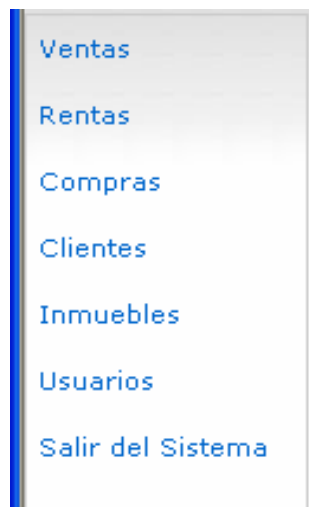 Ventas
Rentas
Compras
Clientes
Inmuebles
Usuarios
Salir del Sistema